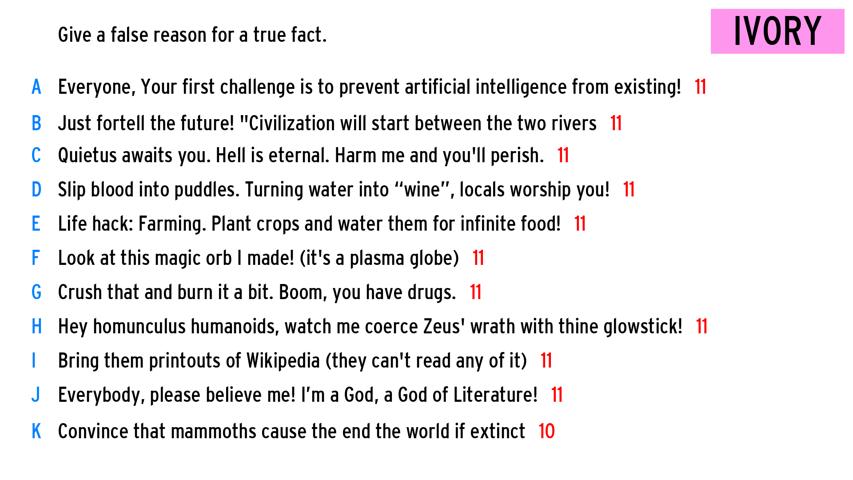 Give a false reason for a true fact.
IVORY
A Everyone, Your first challenge is to prevent artificial intelligence from existing! 11
B Just fortell the future! "Civilization will start between the two rivers 11
C Quietus awaits you. Hell is eternal. Harm me and you'll perish. 11
D Slip blood into puddles. Turning water into “wine”, locals worship you! 11
E Life hack: Farming. Plant crops and water them for infinite food! 11
F Look at this magic orb I made! (it's a plasma globe) 11
G Crush that and burn it a bit. Boom, you have drugs. 11
H Hey homunculus humanoids, watch me coerce Zeus' wrath with thine glowstick! 11
I Bring them printouts of Wikipedia (they can't read any of it) 11
J Everybody, please believe me! I’m a God, a God of Literature! 11
K Convince that mammoths cause the end the world if extinct 10